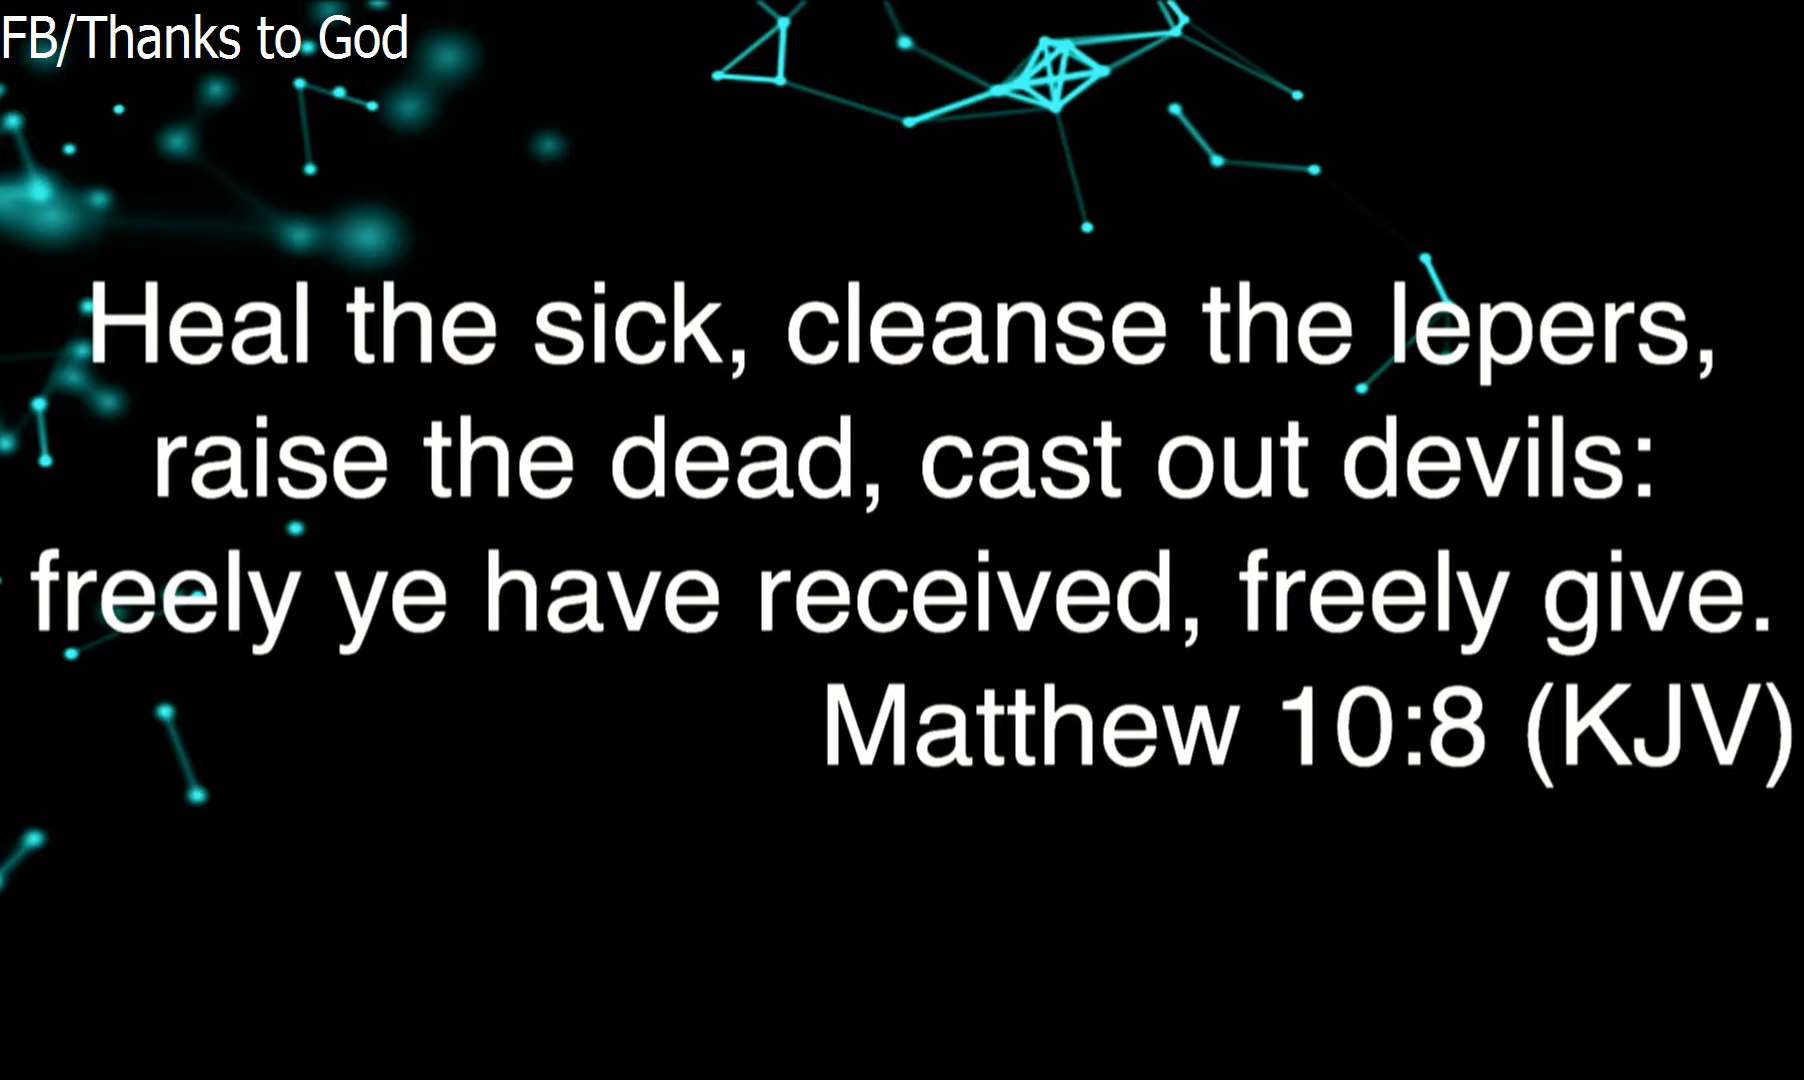 FB/Thanks to God
Heal the sick, cleanse the lepers,
raise the dead, cast out devils:
freely ye have received, freely give.
Matthew 10:8 (KJV)